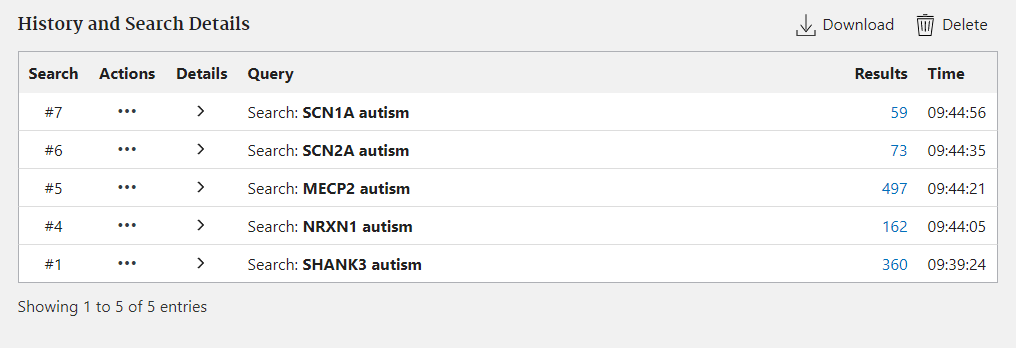 History and Search Details
Download Delete
Search Actions Details Query Results Time
#7 ••• > Search: SCN1A autism 59 09:44:56
#6 ••• > Search: SCN2A autism 73 09:44:35
#5 ••• > Search: MECP2 autism 497 09:44:21
#4 ••• > Search: NRXN1 autism 162 09:44:05
#1 ••• > Search: SHANK3 autism 360 09:39:24
Showing 1 to 5 of 5 entries